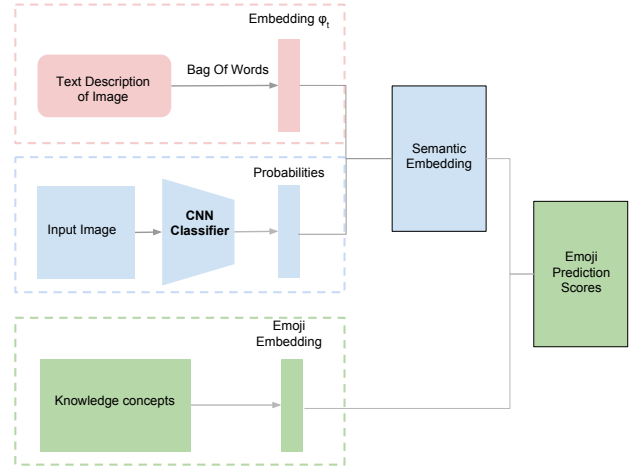 Embedding φt
Text Description
of Image
Bag Of Words
Semantic
Embedding
Probabilities
Input Image
CNN
Classifier
Emoji
Prediction
Scores
Emoji
Embedding
Knowledge concepts